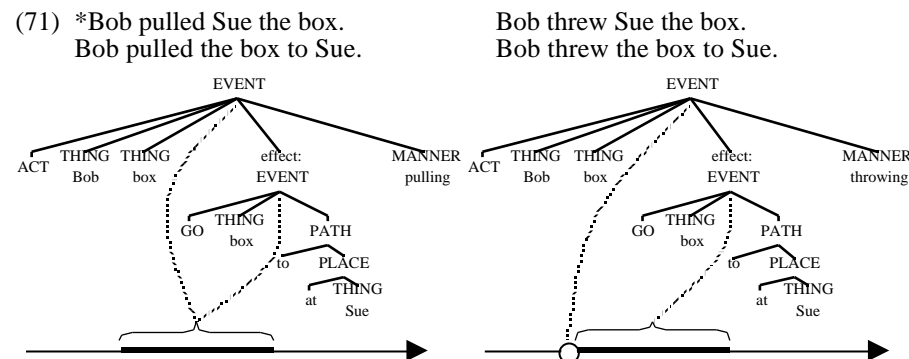 (71) *Bob pulled Sue the box. Bob threw Sue the box.
Bob pulled the box to Sue. Bob threw the box to Sue.
EVENT EVENT
ACT THING THING effect: MANNER ACT THING THING effect: MANNER
Bob box EVENT pulling Bob box EVENT throwing
GO THING PATH GO THING PATH
box box
to PLACE to PLACE
at THING at THING
Sue Sue